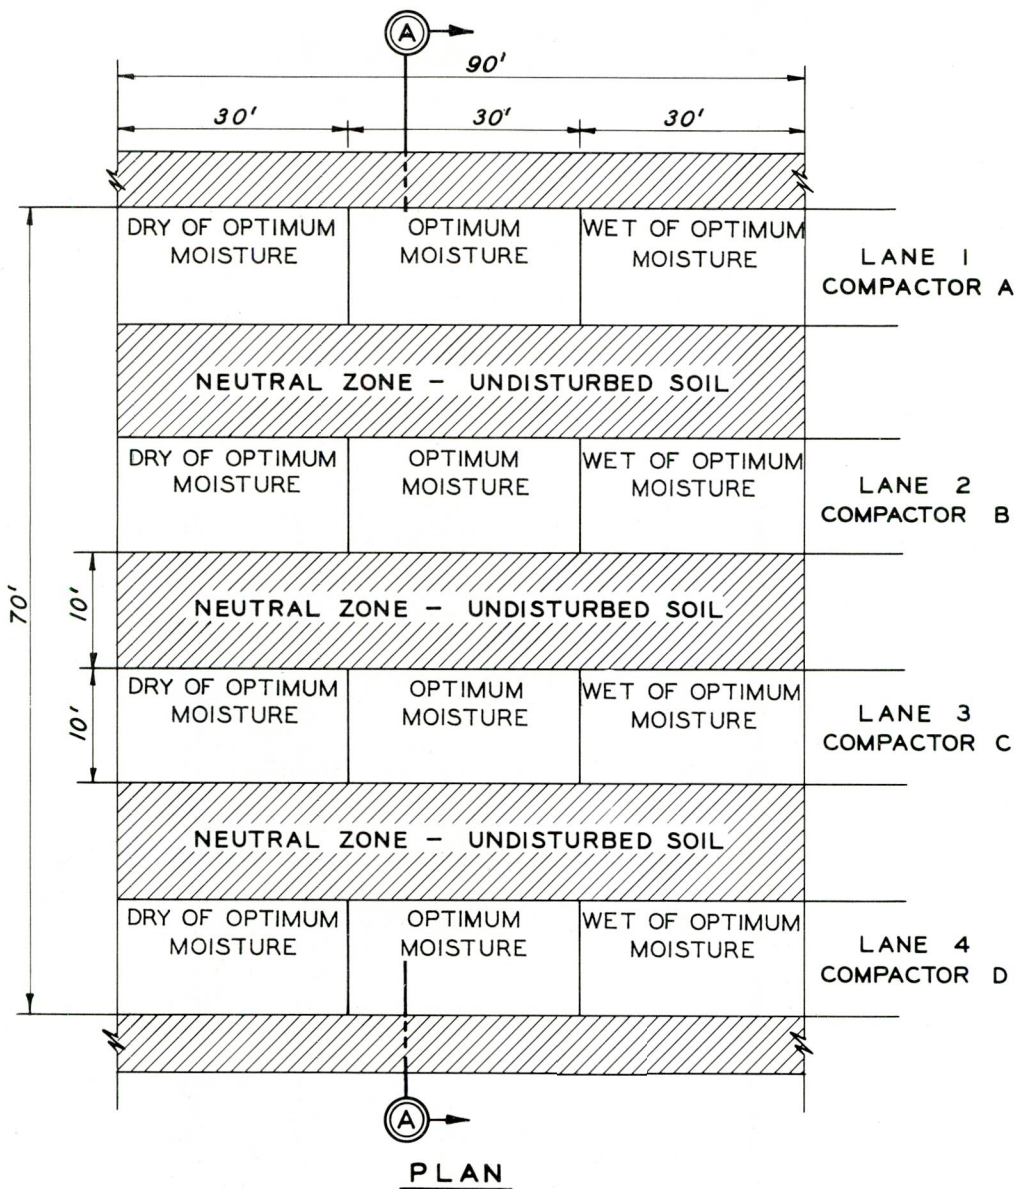 A
90'
30' 30' 30'
DRY OF OPTIMUM MOISTURE
OPTIMUM MOISTURE
WET OF OPTIMUM MOISTURE
LANE 1
COMPACTOR A
NEUTRAL ZONE – UNDISTURBED SOIL
DRY OF OPTIMUM MOISTURE
OPTIMUM MOISTURE
WET OF OPTIMUM MOISTURE
LANE 2
COMPACTOR B
70'
10'
NEUTRAL ZONE – UNDISTURBED SOIL
10'
DRY OF OPTIMUM MOISTURE
OPTIMUM MOISTURE
WET OF OPTIMUM MOISTURE
LANE 3
COMPACTOR C
NEUTRAL ZONE – UNDISTURBED SOIL
DRY OF OPTIMUM MOISTURE
OPTIMUM MOISTURE
WET OF OPTIMUM MOISTURE
LANE 4
COMPACTOR D
A
PLAN